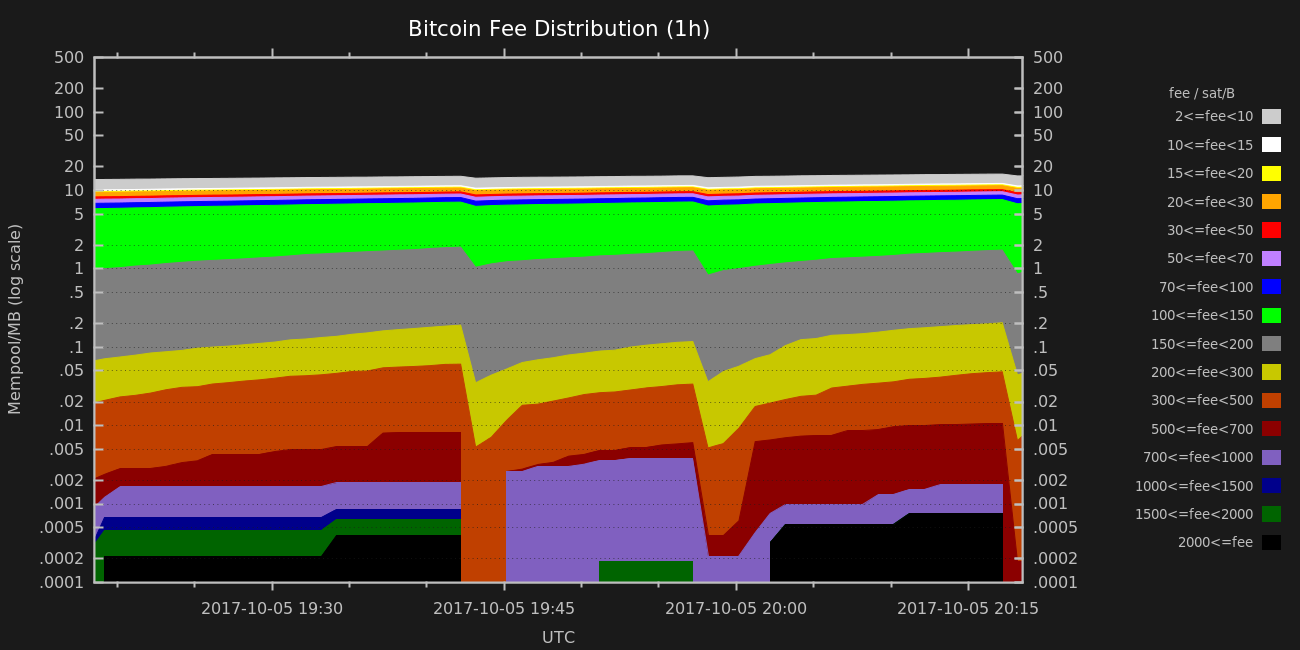 Bitcoin Fee Distribution (1h)
500
200
100
50
20
10
5
2
1
.5
.2
.1
.05
.02
.01
.005
.002
.001
.0005
.0002
.0001
Mempool/MB (log scale)
500
200
100
50
20
10
5
2
1
.5
.2
.1
.05
.02
.01
.005
.002
.001
.0005
.0002
.0001
2017-10-05 19:30
2017-10-05 19:45
2017-10-05 20:00
2017-10-05 20:15
UTC
fee / sat/B
2<=fee<10
10<=fee<15
15<=fee<20
20<=fee<30
30<=fee<50
50<=fee<70
70<=fee<100
100<=fee<150
150<=fee<200
200<=fee<300
300<=fee<500
500<=fee<700
700<=fee<1000
1000<=fee<1500
1500<=fee<2000
2000<=fee